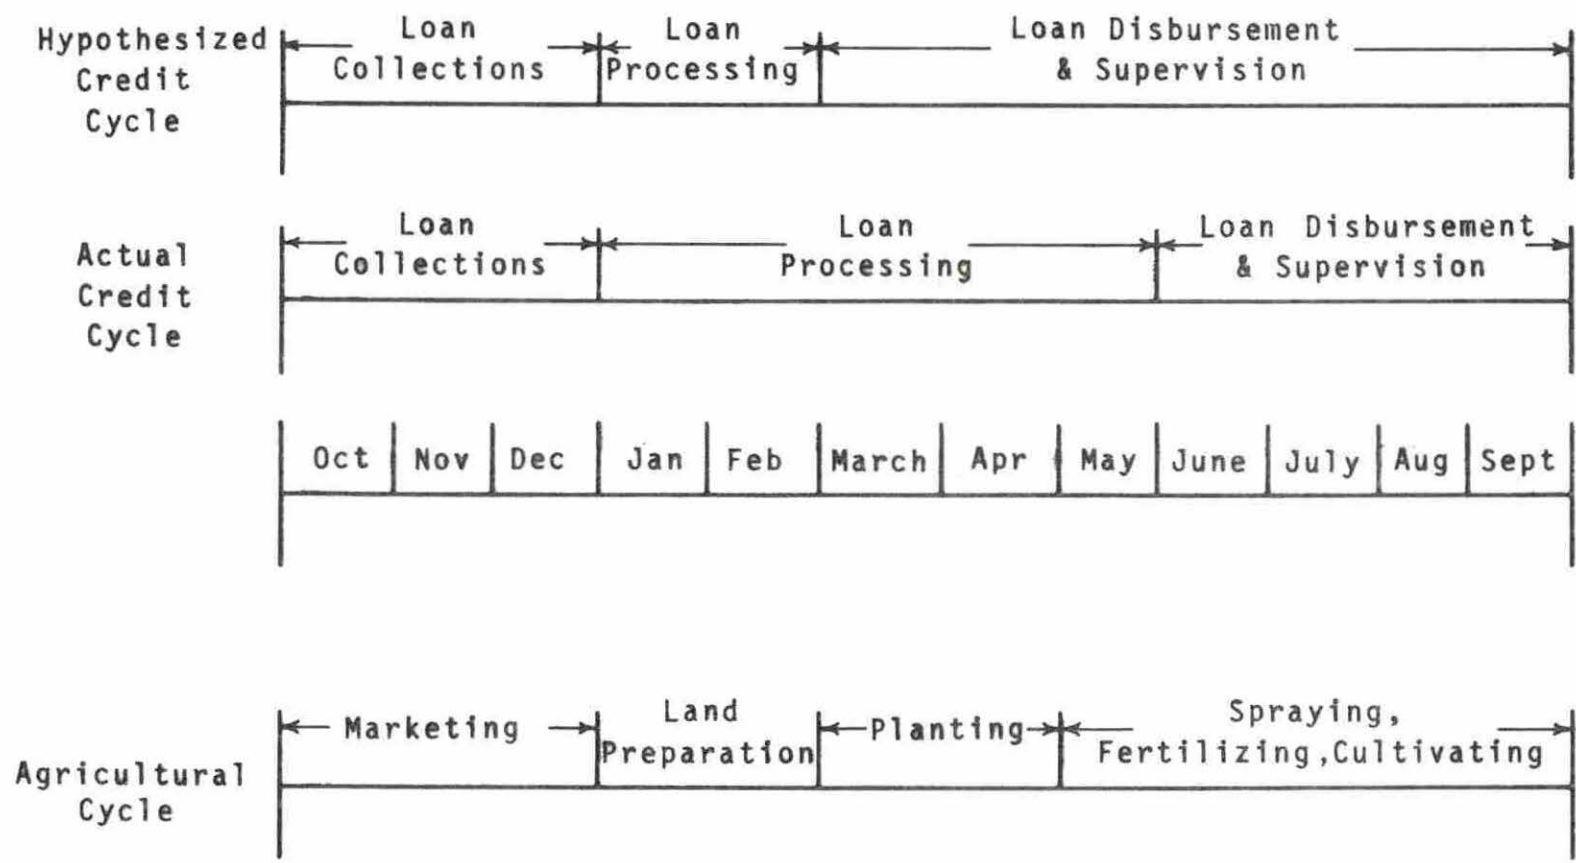 Hypothesized
Credit
Cycle
Loan
Collections
Loan
Processing
Loan Disbursement
& Supervision
Actual
Credit
Cycle
Loan
Collections
Loan
Processing
Loan Disbursement
& Supervision
Oct Nov Dec Jan Feb March Apr May June July Aug Sept
Agricultural
Cycle
Marketing
Land
Preparation
Planting
Spraying,
Fertilizing,Cultivating